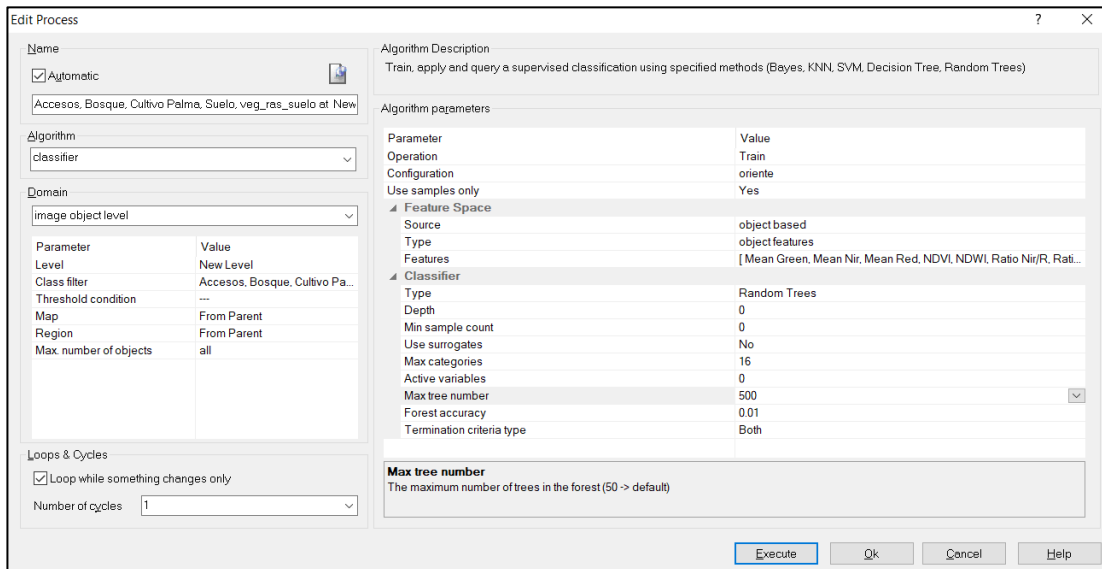 Edit Process
? ×
Name
Automatic
Accesos, Bosque, Cultivo Palma, Suelo, veg_ras_suelo at New
Algorithm
classifier
Domain
image object level
Parameter Value
Level New Level
Class filter Accesos, Bosque, Cultivo Pa...
Threshold condition ---
Map From Parent
Region From Parent
Max. number of objects all
Loops & Cycles
Loop while something changes only
Number of cycles 1
Algorithm Description
Train, apply and query a supervised classification using specified methods (Bayes, KNN, SVM, Decision Tree, Random Trees)
Algorithm parameters
Parameter Value
Operation Train
Configuration oriente
Use samples only Yes
Feature Space
Source object based
Type object features
Features [ Mean Green, Mean Nir, Mean Red, NDVI, NDWI, Ratio Nir/R, Rati...
Classifier
Type Random Trees
Depth 0
Min sample count 0
Use surrogates No
Max categories 16
Active variables 0
Max tree number 500
Forest accuracy 0.01
Termination criteria type Both
Max tree number
The maximum number of trees in the forest (50 -> default)
Execute Ok Cancel Help